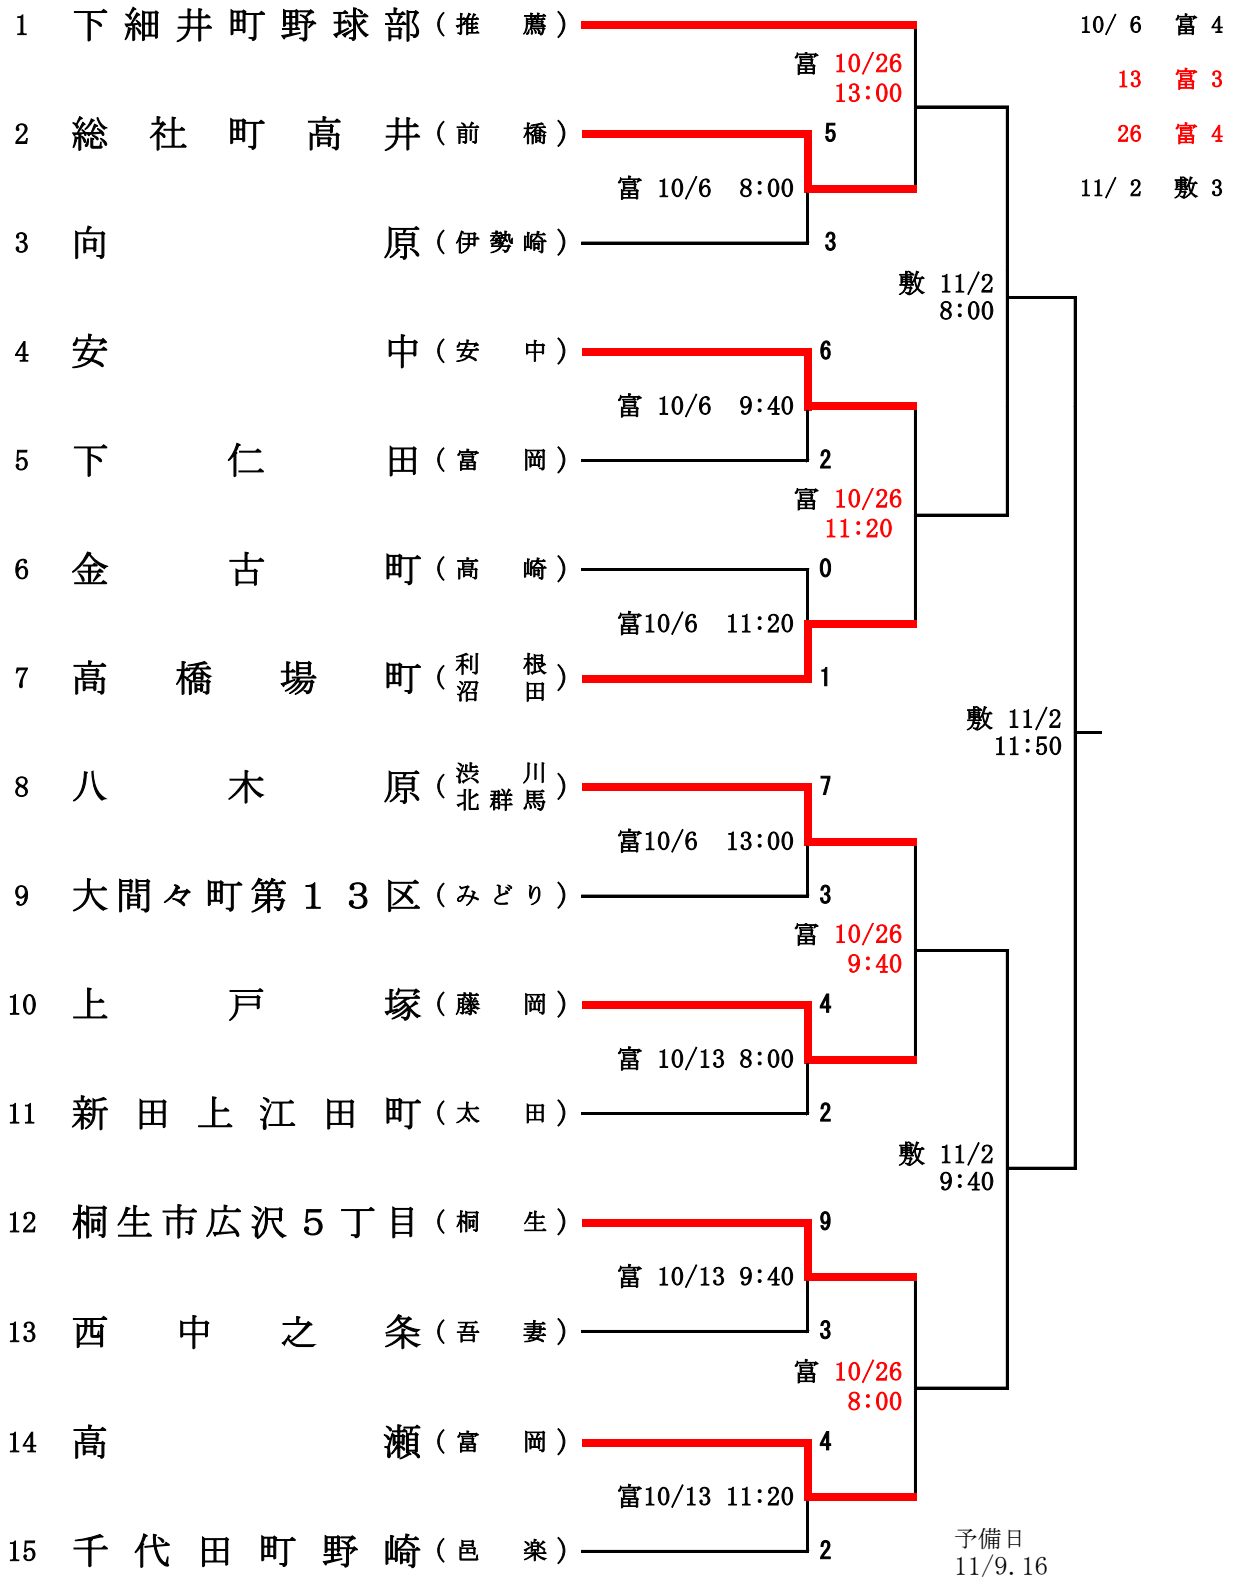 1 下細井町野球部 (推薦) 10/ 6 富 4
富 10/26
13:00
13 富 3
2 総社町高井 (前橋) 5
26 富 4
富 10/6 8:00
11/ 2 敷 3
3 向原 (伊勢崎) 3
敷 11/2
8:00
4 安中 (安中) 6
富 10/6 9:40
5 下仁田 (富岡) 2
富 10/26
11:20
6 金古町 (高崎) 0
富10/6 11:20
7 高橋場町 (利根沼田) 1
敷 11/2
11:50
8 八木原 (渋川北群馬) 7
富10/6 13:00
9 大間々町第13区 (みどり) 3
富 10/26
9:40
10 上戸塚 (藤岡) 4
富 10/13 8:00
11 新田上江田町 (太田) 2
敷 11/2
9:40
12 桐生市広沢5丁目 (桐生) 9
富 10/13 9:40
13 西中之条 (吾妻) 3
富 10/26
8:00
14 高瀬 (富岡) 4
富10/13 11:20
15 千代田町野崎 (邑楽) 2
予備日
11/9.16